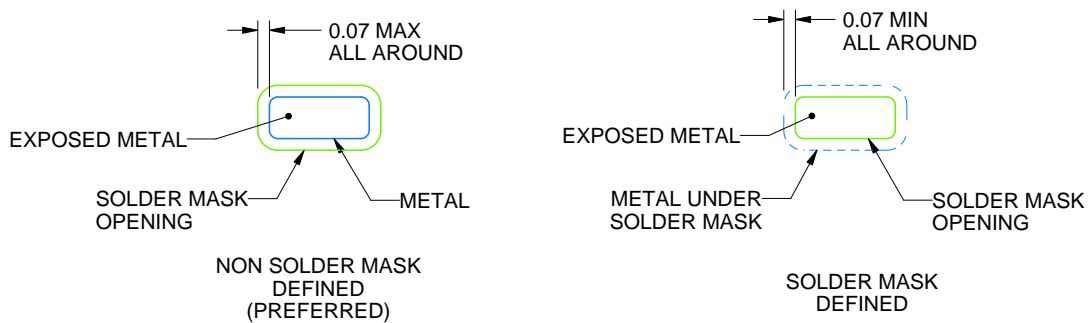 0.07 MAX
ALL AROUND
EXPOSED METAL
SOLDER MASK
OPENING
METAL
NON SOLDER MASK
DEFINED
(PREFERRED)
0.07 MIN
ALL AROUND
EXPOSED METAL
METAL UNDER
SOLDER MASK
SOLDER MASK
OPENING
SOLDER MASK
DEFINED